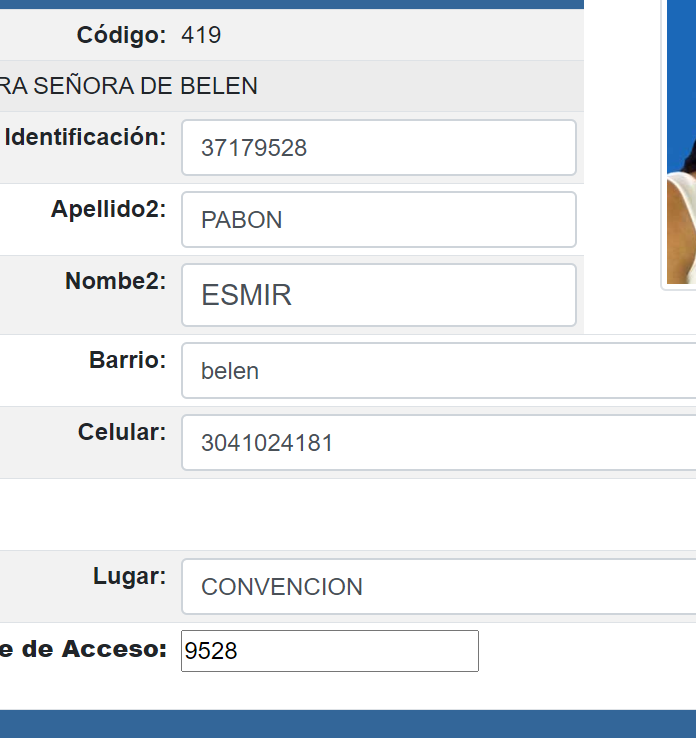 Código: 419
RA SEÑORA DE BELEN
Identificación: 37179528
Apellido2: PABON
Nombe2: ESMIR
Barrio: belen
Celular: 3041024181
Lugar: CONVENCION
e de Acceso: 9528